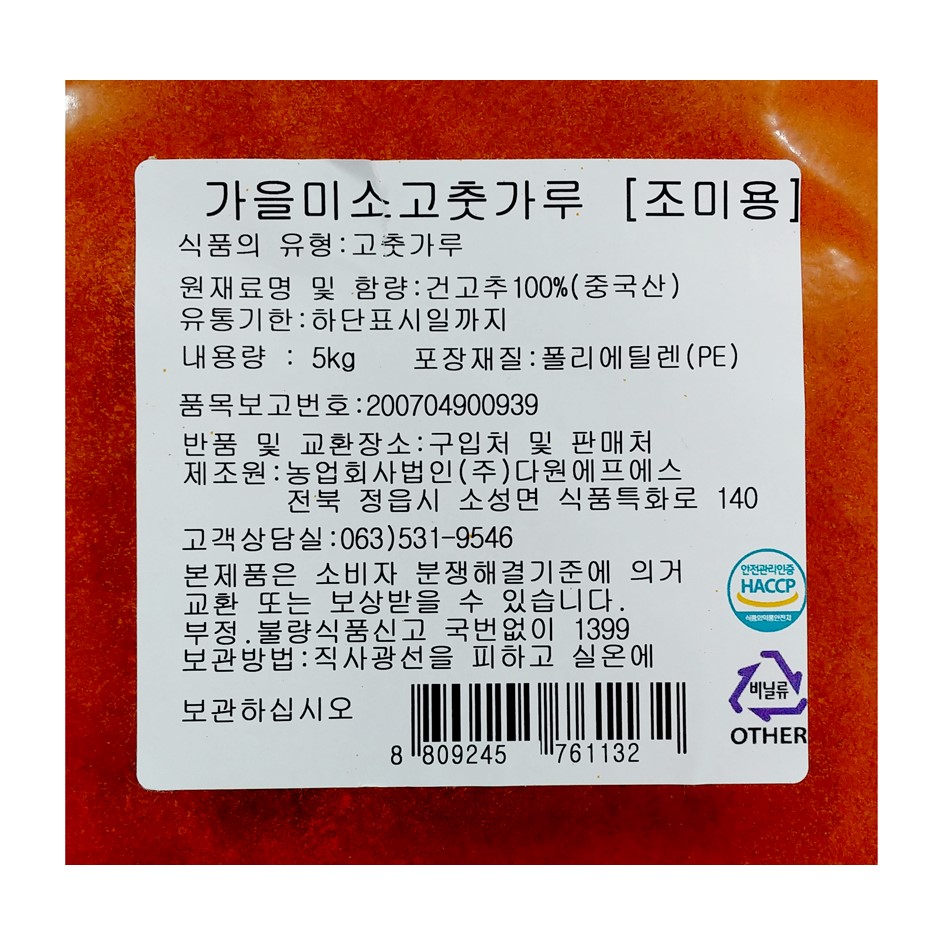 가을미소고춧가루 [조미용]
식품의 유형:고춧가루
원재료명 및 함량:건고추100%(중국산)
유통기한:하단표시일까지
내용량 : 5kg 포장재질:폴리에틸렌(PE)
품목보고번호:200704900939
반품 및 교환장소:구입처 및 판매처
제조원:농업회사법인(주)다원에프에스
전북 정읍시 소성면 식품특화로 140
고객상담실:063)531-9546
본제품은 소비자 분쟁해결기준에 의거
교환 또는 보상받을 수 있습니다.
부정.불량식품신고 국번없이 1399
보관방법:직사광선을 피하고 실온에
보관하십시오
8 809245 761132
안전관리인증
HACCP
식품의약품안전처
비닐류
OTHER